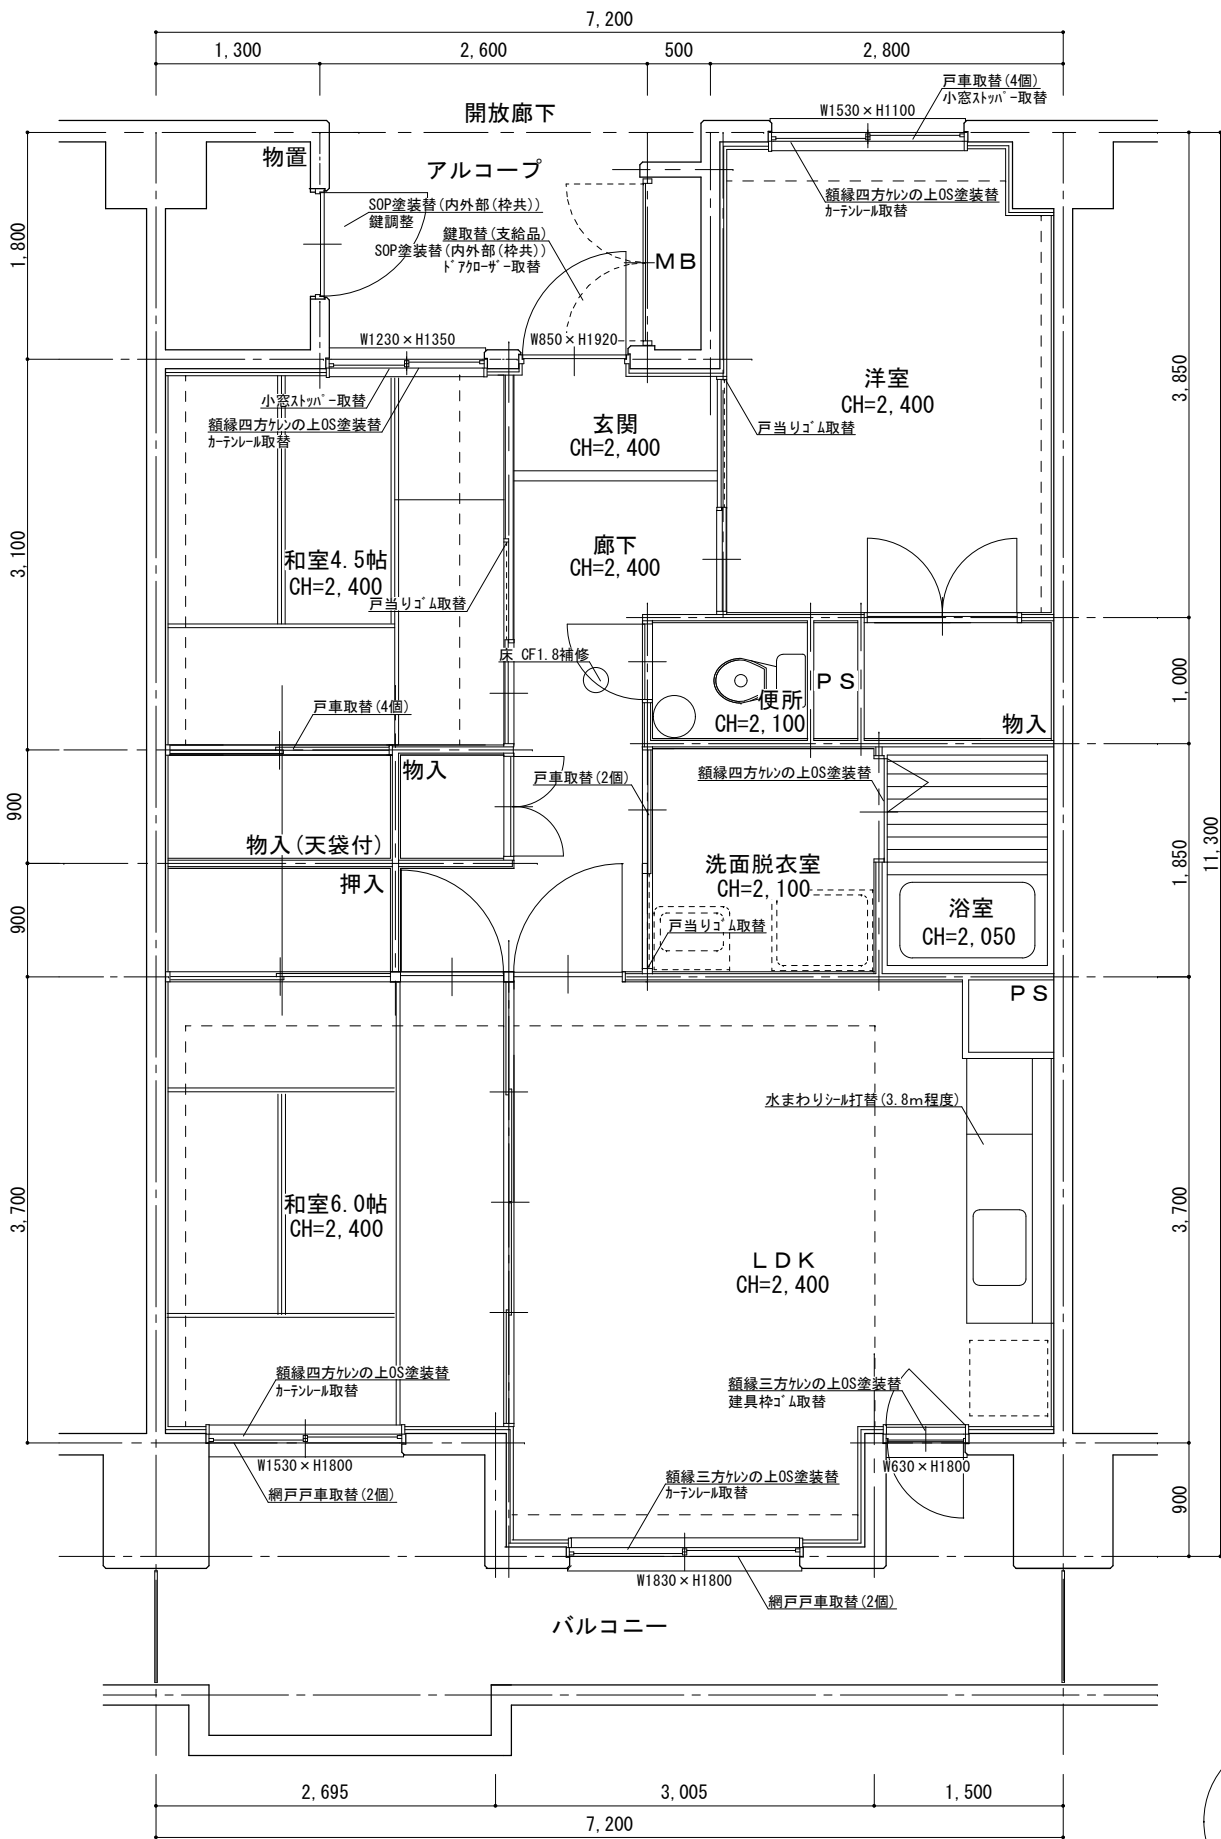 7,200
1,300
2,600
500
2,800
開放廊下
戸車取替(4個)
小窓ストッパー取替
W1530×H1100
物置
アルコープ
SOP塗装替(内外部(枠共))
鍵調整
鍵取替(支給品)
SOP塗装替(内外部(枠共))
ドアクローザー取替
額縁四方ケレンの上OS塗装替
カーテンレール取替
MB
1,800
W1230×H1350
W850×H1920
小窓ストッパー取替
額縁四方ケレンの上OS塗装替
カーテンレール取替
玄関
CH=2,400
洋室
CH=2,400
戸当りゴム取替
3,850
3,100
和室4.5帖
CH=2,400
戸当りゴム取替
廊下
CH=2,400
床 CF1.8補修
便所
CH=2,100
PS
物入
1,000
戸車取替(4個)
物入
戸車取替(2個)
額縁四方ケレンの上OS塗装替
900
物入(天袋付)
洗面脱衣室
CH=2,100
1,850
11,300
押入
900
戸当りゴム取替
浴室
CH=2,050
PS
水まわりシール打替(3.8m程度)
3,700
和室6.0帖
CH=2,400
LDK
CH=2,400
3,700
額縁四方ケレンの上OS塗装替
カーテンレール取替
額縁三方ケレンの上OS塗装替
建具枠ゴム取替
W1530×H1800
網戸戸車取替(2個)
額縁三方ケレンの上OS塗装替
カーテンレール取替
W630×H1800
900
W1830×H1800
網戸戸車取替(2個)
バルコニー
2,695
3,005
1,500
7,200